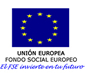 UNIÓN EUROPEA
FONDO SOCIAL EUROPEO
El FSE invierte en tu futuro